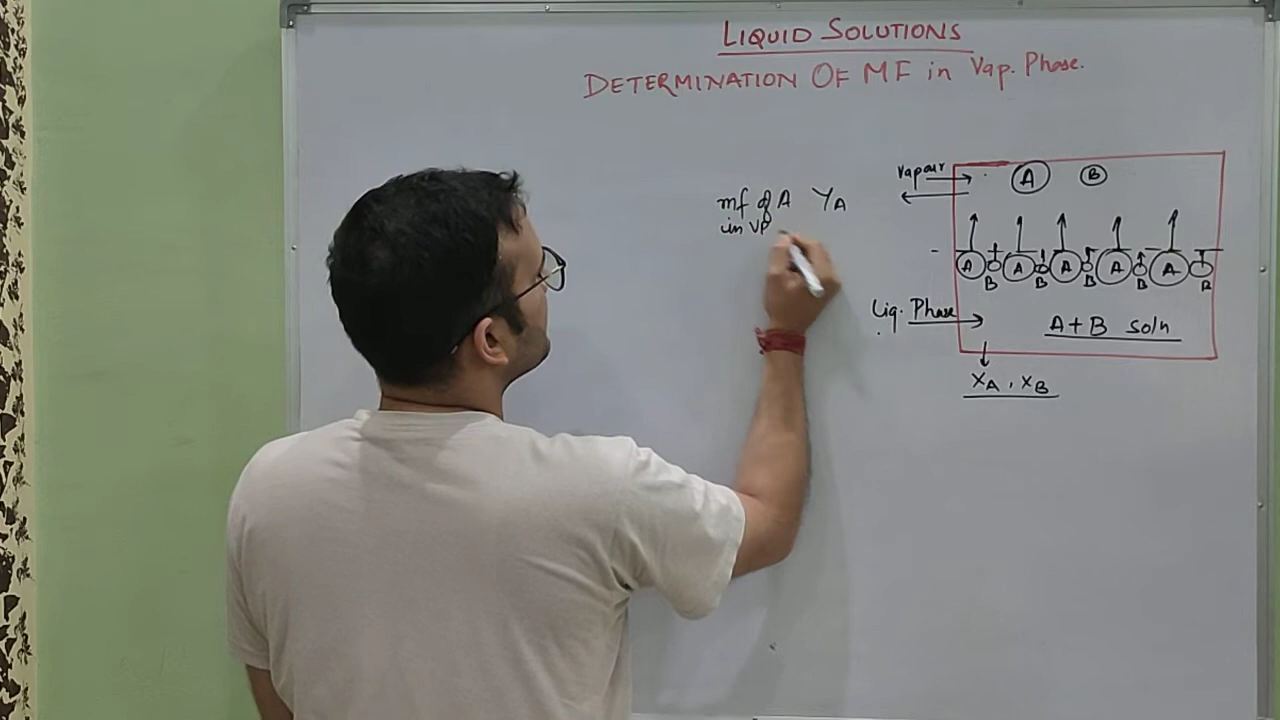 LIQUID SOLUTIONS
DETERMINATION OF MF in Vap. Phase.
mf of A YA
in VP
Vapour
A B
A A A A A
B B B B B
Liq. Phase
A+B soln
XA, XB